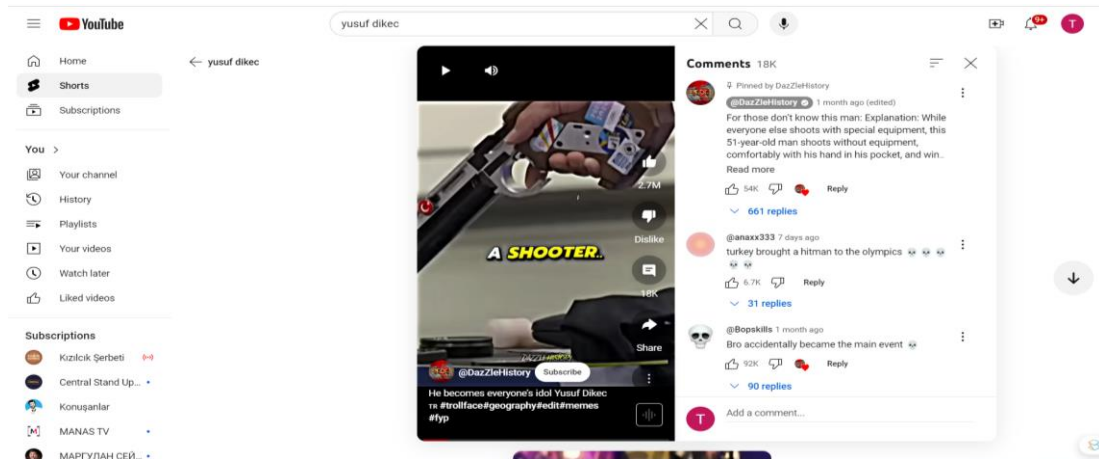 YouTube
yusuf dikec
9+
T
Home
Shorts
Subscriptions
You
Your channel
History
Playlists
Your videos
Watch later
Liked videos
Subscriptions
Kızılcık Şerbeti
Central Stand Up...
Konuşanlar
MANAS TV
МАРГУЛАН СЕЙ...
yusuf dikec
A SHOOTER..
2.7M
Dislike
18K
Share
@DazZleHistory
Subscribe
He becomes everyone's idol Yusuf Dikec
TR #trollface#geography#edit#memes
#fyp
Comments 18K
Pinned by DazZleHistory
@DazZleHistory 1 month ago (edited)
For those don't know this man: Explanation: While
everyone else shoots with special equipment, this
51-year-old man shoots without equipment,
comfortably with his hand in his pocket, and win..
Read more
54K Reply
661 replies
@anaxx333 7 days ago
turkey brought a hitman to the olympics 💀 💀 💀
💀 💀
6.7K Reply
31 replies
@Bopskills 1 month ago
Bro accidentally became the main event 💀
92K Reply
90 replies
T
Add a comment...